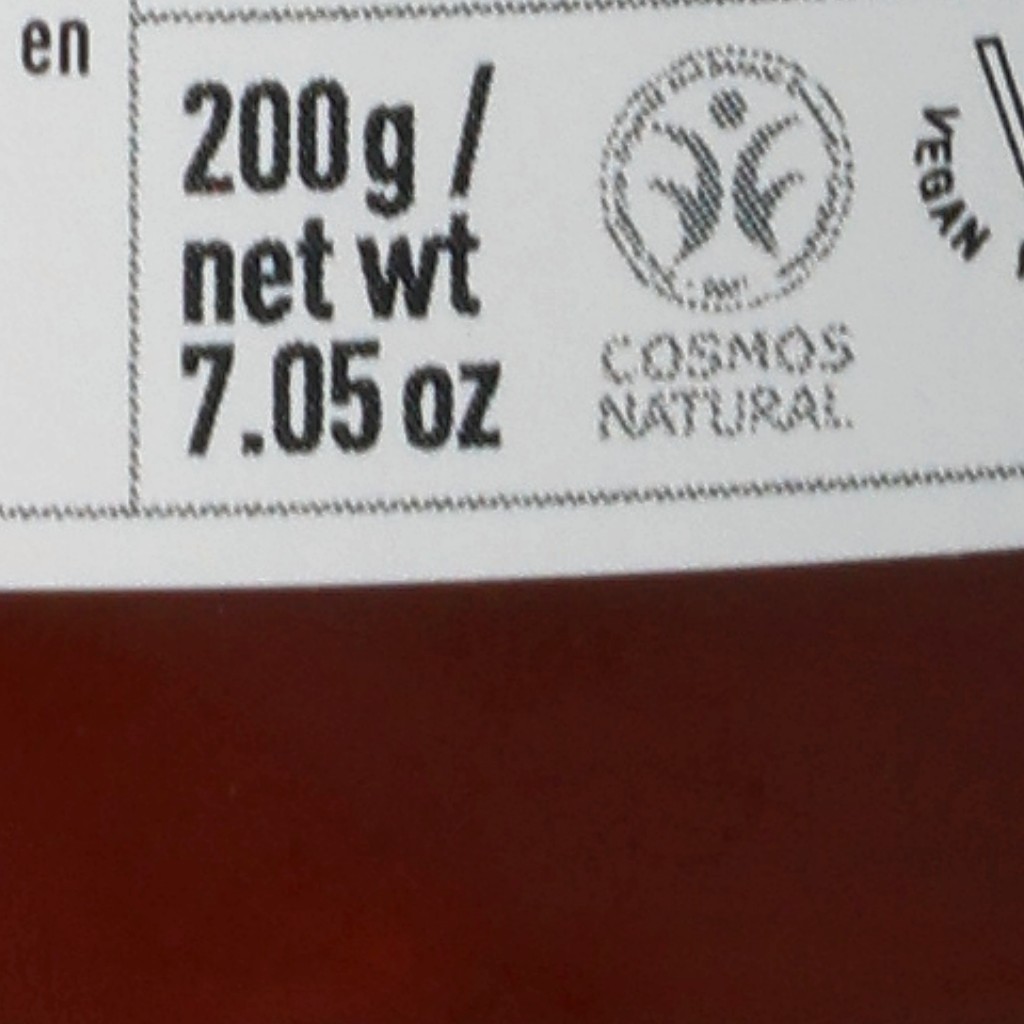 en
200g /
net wt
7.05 oz
COSMOS
NATURAL
VEGAN